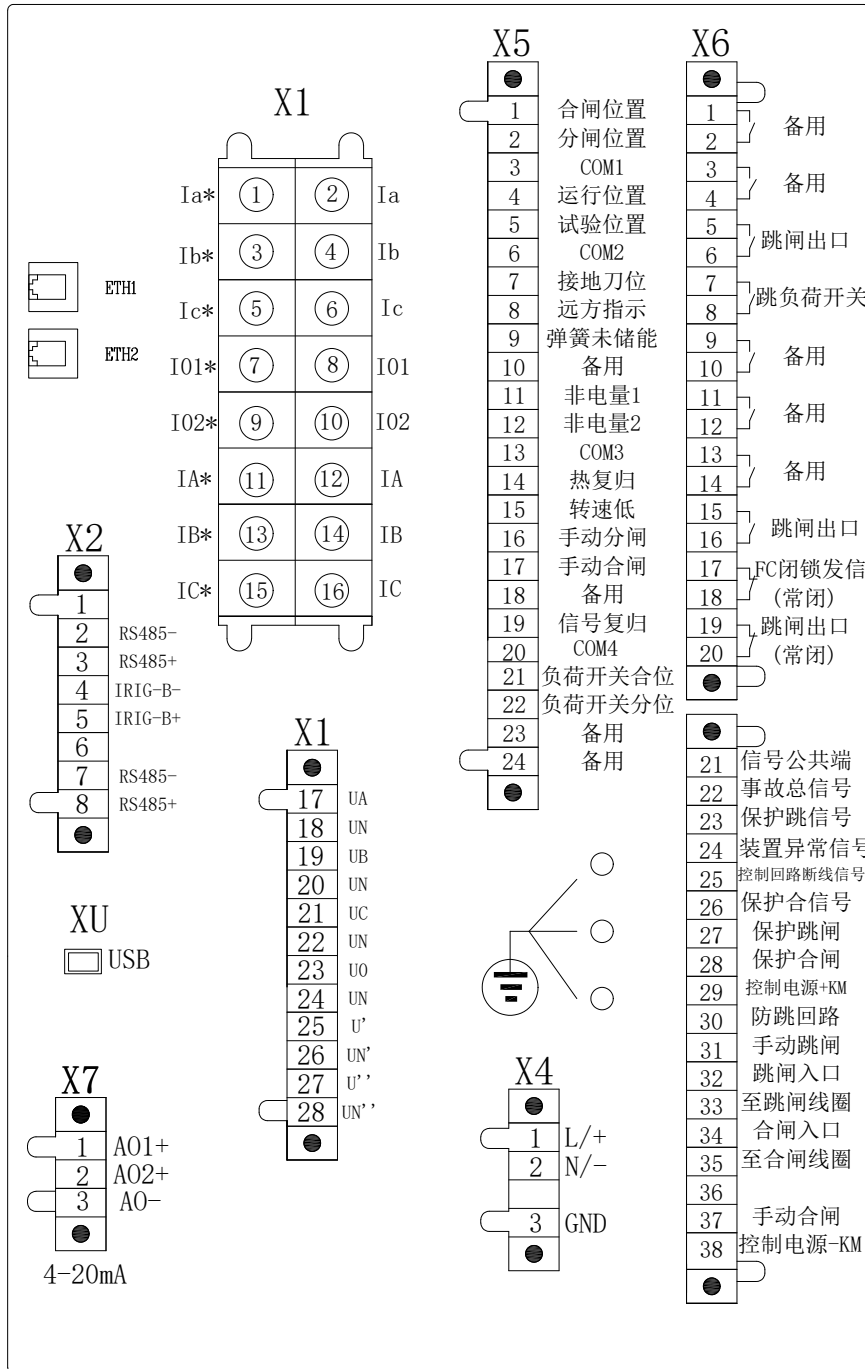 X1
Ia* 1 2 Ia
Ib* 3 4 Ib
Ic* 5 6 Ic
I01* 7 8 I01
I02* 9 10 I02
IA* 11 12 IA
IB* 13 14 IB
IC* 15 16 IC
ETH1
ETH2
X2
1
2 RS485-
3 RS485+
4 IRIG-B-
5 IRIG-B+
6
7 RS485-
8 RS485+
XU
USB
X7
1 AO1+
2 AO2+
3 AO-
4-20mA
X1
17 UA
18 UN
19 UB
20 UN
21 UC
22 UN
23 U0
24 UN
25 U'
26 UN'
27 U''
28 UN''
X5
1 合闸位置
2 分闸位置
3 COM1
4 运行位置
5 试验位置
6 COM2
7 接地刀位
8 远方指示
9 弹簧未储能
10 备用
11 非电量1
12 非电量2
13 COM3
14 热复归
15 转速低
16 手动分闸
17 手动合闸
18 备用
19 信号复归
20 COM4
21 负荷开关合位
22 负荷开关分位
23 备用
24 备用
X4
1 L/+
2 N/-
3 GND
X6
1
2
备用
3
4
备用
5
6
跳闸出口
7
8
跳负荷开关
9
10
备用
11
12
备用
13
14
备用
15
16
跳闸出口
17 FC闭锁发信
18 (常闭)
19 跳闸出口
20 (常闭)
21 信号公共端
22 事故总信号
23 保护跳信号
24 装置异常信号
25 控制回路断线信号
26 保护合信号
27 保护跳闸
28 保护合闸
29 控制电源+KM
30 防跳回路
31 手动跳闸
32 跳闸入口
33 至跳闸线圈
34 合闸入口
35 至合闸线圈
36
37 手动合闸
38 控制电源-KM